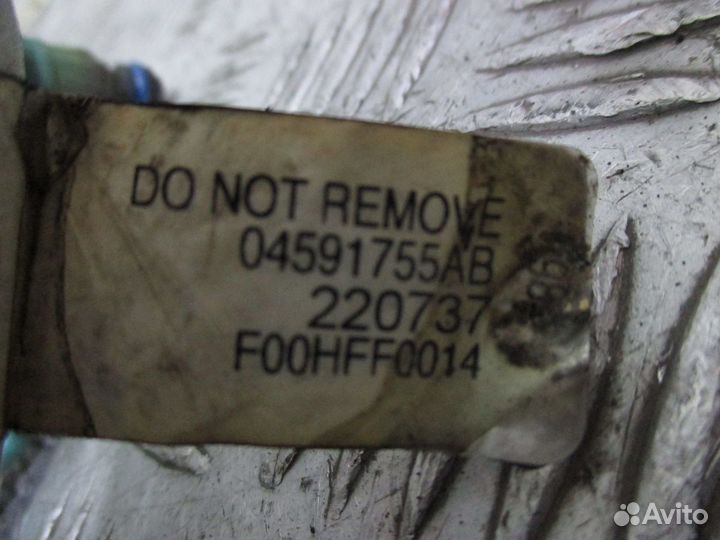 DO NOT REMOVE
04591755AB
220737
F00HFF0014
Avito